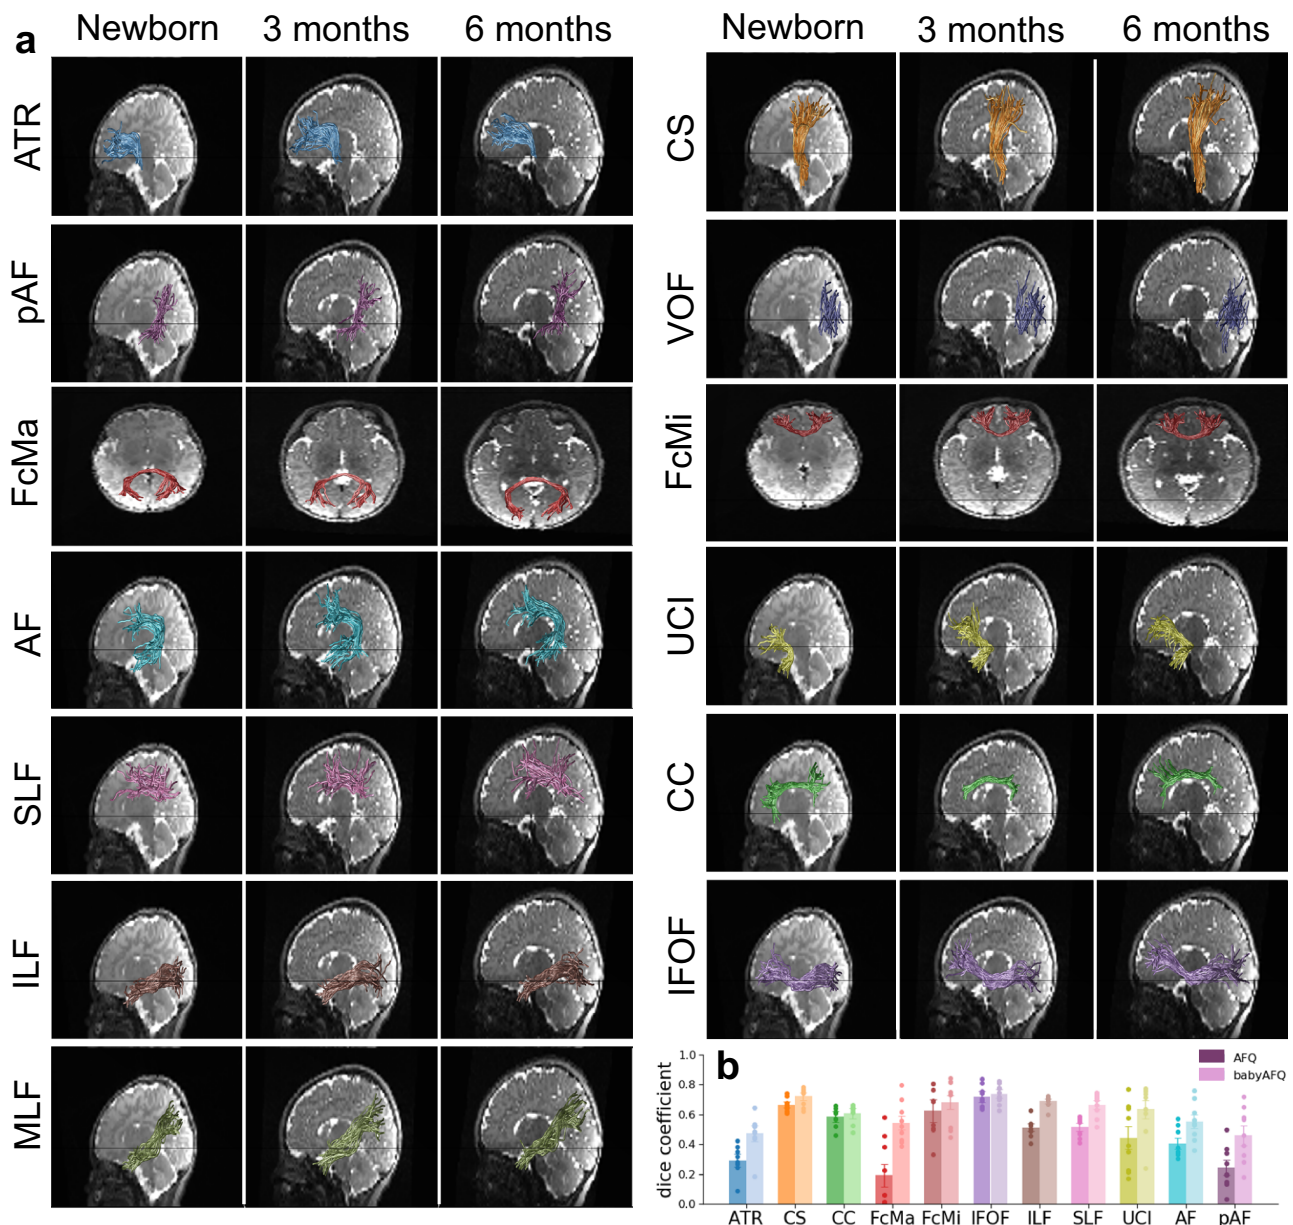 a
Newborn 3 months 6 months
ATR
pAF
FcMa
AF
SLF
ILF
MLF
Newborn 3 months 6 months
CS
VOF
FcMi
UCI
CC
IFOF
b
dice coefficient
1.0
0.8
0.6
0.4
0.2
0.0
AFQ
babyAFQ
ATR CS CC FcMa FcMi IFOF ILF SLF UCI AF pAF